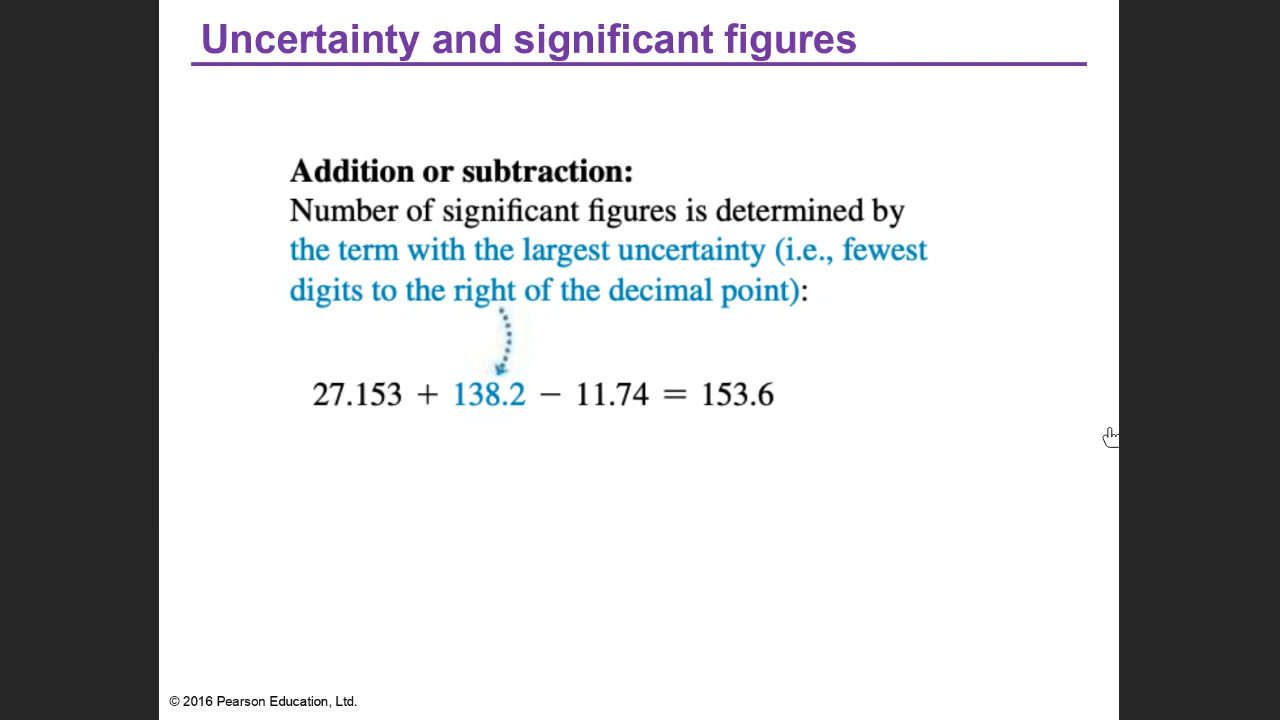 Uncertainty and significant figures
Addition or subtraction:
Number of significant figures is determined by
the term with the largest uncertainty (i.e., fewest
digits to the right of the decimal point):
27.153 + 138.2 − 11.74 = 153.6
© 2016 Pearson Education, Ltd.